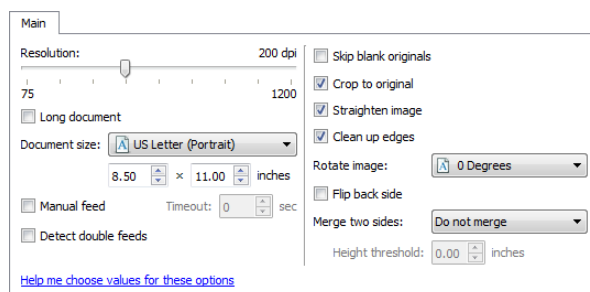 Main
Resolution: 200 dpi
75 1200
Long document
Document size: A US Letter (Portrait)
8.50 × 11.00 inches
Manual feed Timeout: 0 sec
Detect double feeds
Help me choose values for these options
Skip blank originals
Crop to original
Straighten image
Clean up edges
Rotate image: A 0 Degrees
Flip back side
Merge two sides: Do not merge
Height threshold: 0.00 inches